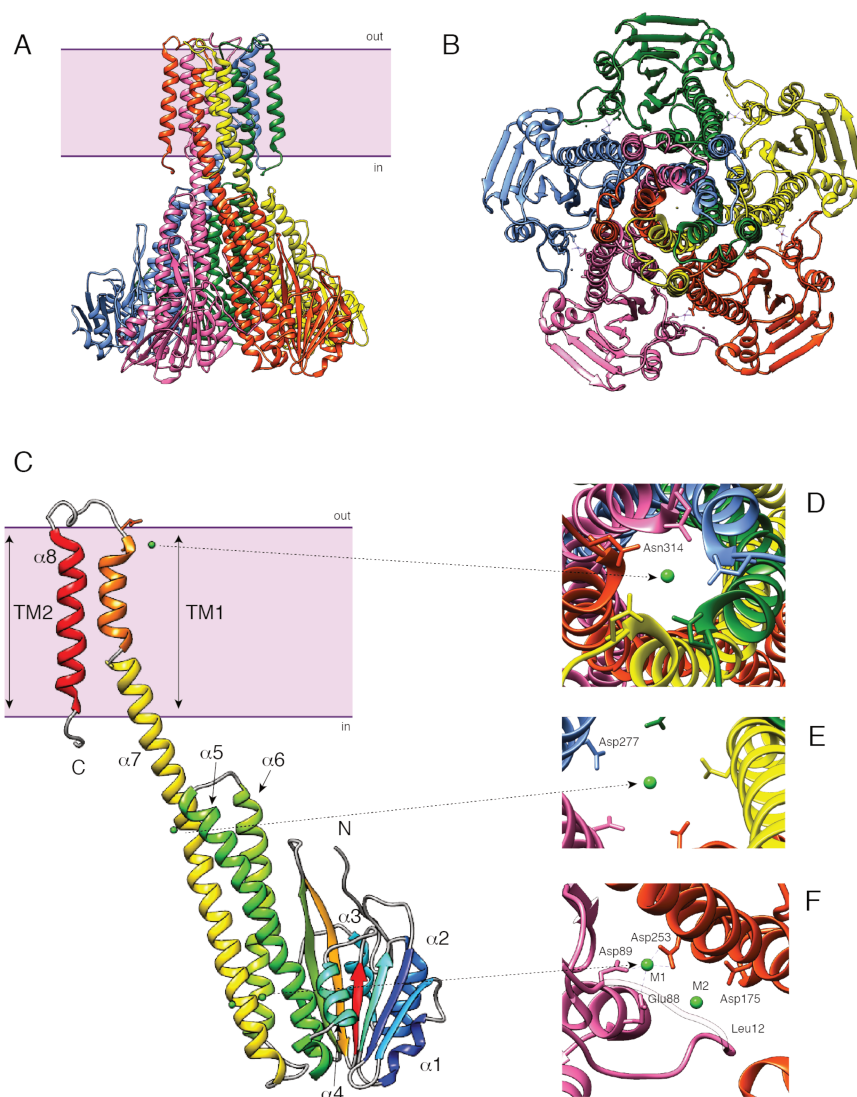 A
out
in
B
C
out
α8
TM2
TM1
in
C
α7
α5
α6
N
α3
α2
α4
α1
D
Asn314
E
Asp277
F
Asp253
Asp89
M1
M2
Glu88
Asp175
Leu12